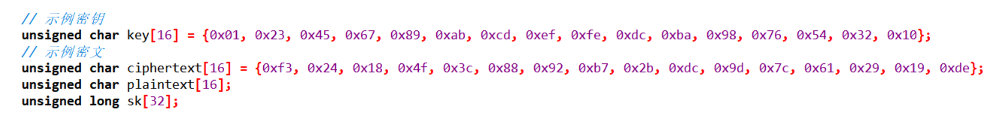 // 示例密钥
unsigned char key[16] = {0x01, 0x23, 0x45, 0x67, 0x89, 0xab, 0xcd, 0xef, 0xfe, 0xdc, 0xba, 0x98, 0x76, 0x54, 0x32, 0x10};
// 示例密文
unsigned char ciphertext[16] = {0xf3, 0x24, 0x18, 0x4f, 0x3c, 0x88, 0x92, 0xb7, 0x2b, 0xdc, 0x9d, 0x7c, 0x61, 0x29, 0x19, 0xde};
unsigned char plaintext[16];
unsigned long sk[32];